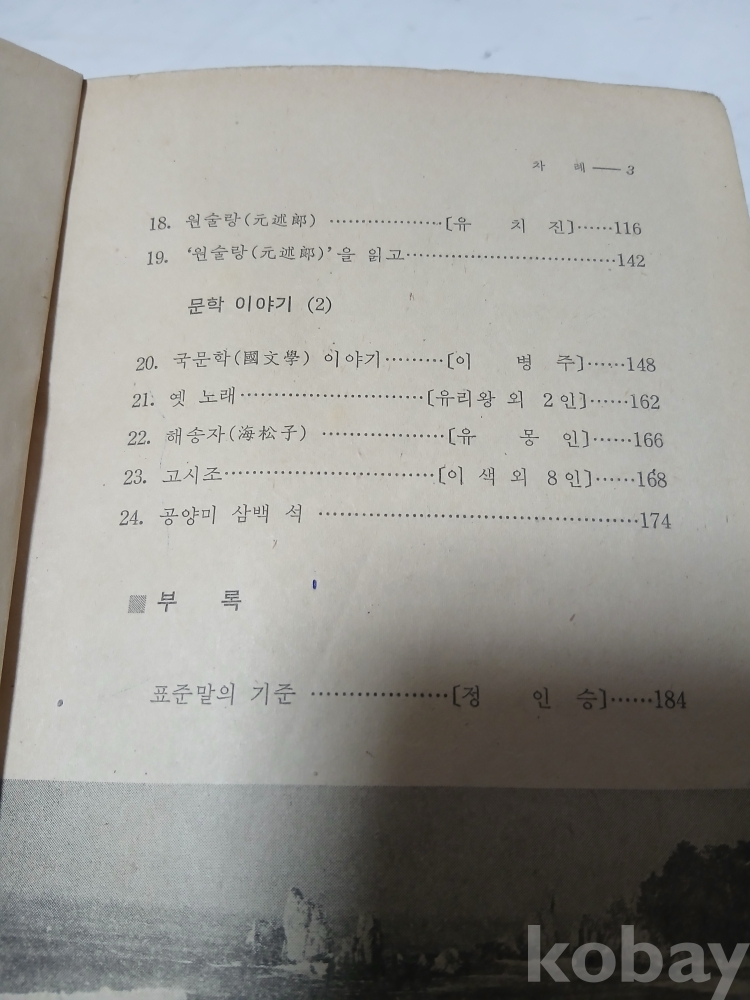 차 례 — 3
18. 원술랑(元述郞) ··················[유 치 진]······116
19. ‘원술랑(元述郞)’을 읽고······························142
문학 이야기 (2)
20. 국문학(國文學) 이야기·········[이 병 주]······148
21. 옛 노래··························[유리왕 외 2인]······162
22. 해송자(海松子) ··················[유 몽 인]······166
23. 고시조······························[이 색 외 8인]······168
24. 공양미 삼백 석 ··············································174
▩ 부 록
표준말의 기준 ····················[정 인 승]······184
kobay